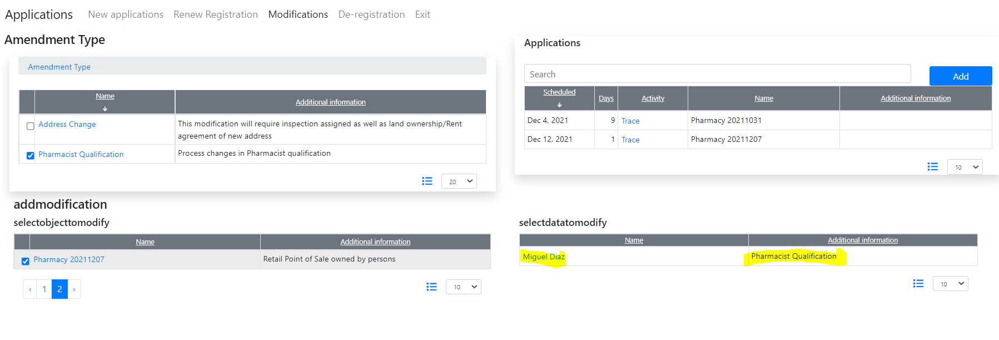 Applications New applications Renew Registration Modifications De-registration Exit
Amendment Type
Amendment Type
Name Additional information
Address Change This modification will require inspection assigned as well as land ownership/Rent
agreement of new address
Pharmacist Qualification Process changes in Pharmacist qualification
20
Applications
Search Add
Scheduled Days Activity Name Additional information
Dec 4, 2021 9 Trace Pharmacy 20211031
Dec 12, 2021 1 Trace Pharmacy 20211207
10
addmodification
selectobjecttomodify
Name Additional information
Pharmacy 20211207 Retail Point of Sale owned by persons
‹ 1 2 › 10
selectdatatomodify
Name Additional information
Miguel Diaz Pharmacist Qualification
10